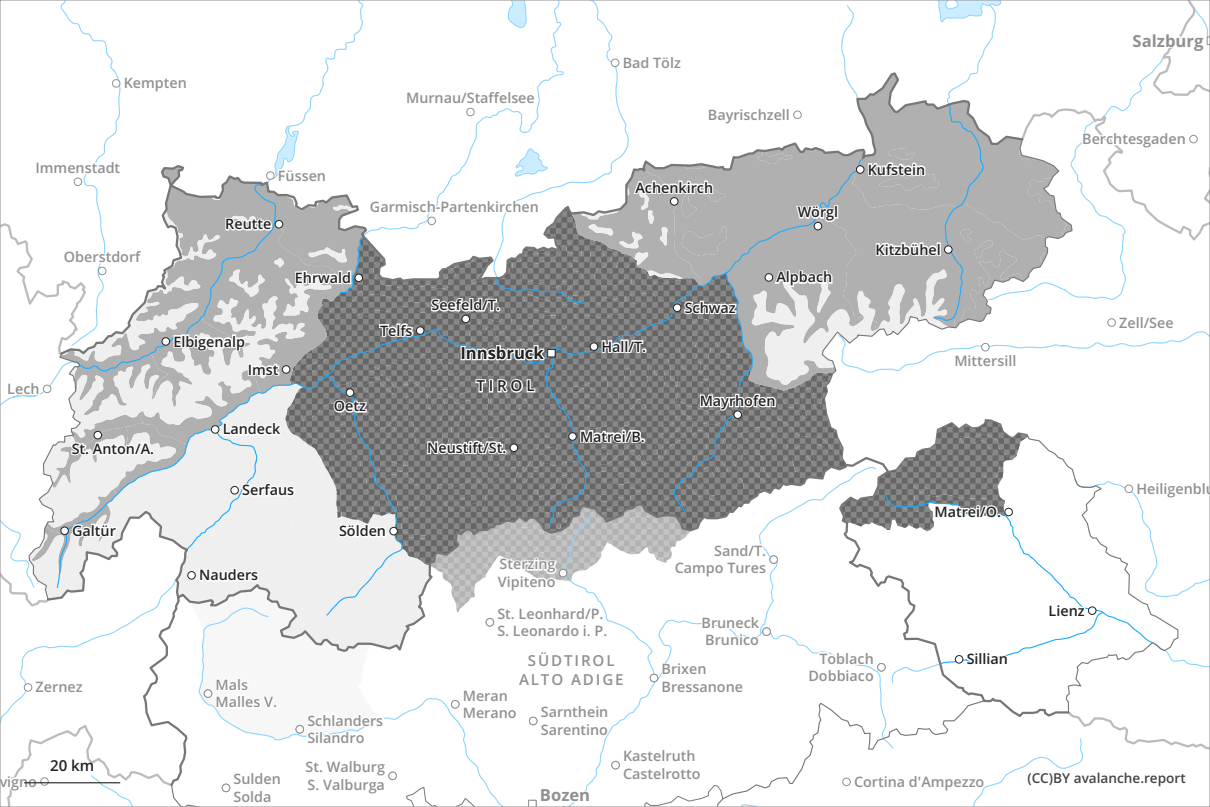 Salzburg
Bad Tölz
Kempten
Murnau/Staffelsee
Bayrischzell
Berchtesgaden
Immenstadt
Füssen
Kufstein
Achenkirch
Garmisch-Partenkirchen
Wörgl
Reutte
Kitzbühel
Oberstdorf
Ehrwald
Alpbach
Seefeld/T.
Schwaz
Zell/See
Telfs
Elbigenalp
Innsbruck
Hall/T.
Mittersill
Imst
TIROL
Lech
Oetz
Mayrhofen
Landeck
Matrei/B.
St. Anton/A.
Neustift/St.
Serfaus
Heiligenblu
Matrei/O.
Galtür
Sölden
Sterzing
Vipiteno
Sand/T.
Campo Tures
Nauders
Lienz
St. Leonhard/P.
S. Leonardo i. P.
Bruneck
Brunico
SÜDTIROL
ALTO ADIGE
Toblach
Dobbiaco
Sillian
Brixen
Bressanone
Zernez
Mals
Malles V.
Meran
Merano
Sarnthein
Sarentino
Schlanders
Silandro
St. Walburg
S. Valburga
Kastelruth
Castelrotto
20 km
vigno
Sulden
Solda
Cortina d'Ampezzo
(CC)BY avalanche.report
Bozen